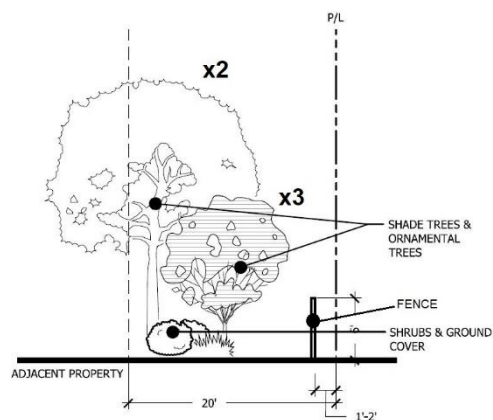 P/L
x2
x3
SHADE TREES &
ORNAMENTAL
TREES
FENCE
SHRUBS & GROUND
COVER
ADJACENT PROPERTY
20'
1'-2'